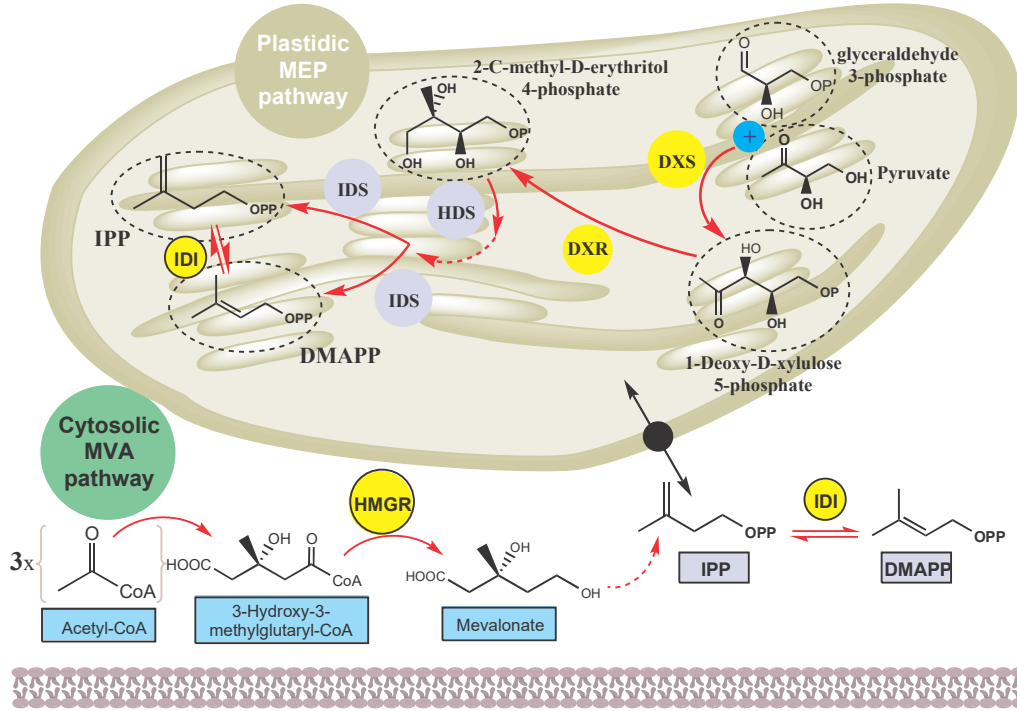 Plastidic
MEP
pathway
2-C-methyl-D-erythritol
4-phosphate
OH
OP
OH
OH
glyceraldehyde
3-phosphate
O
OP
OH
+
DXS
O
OH
OH
Pyruvate
IDS
HDS
OPP
IPP
IDI
DXR
HO
OP
O
OH
OPP
IDS
DMAPP
1-Deoxy-D-xylulose
5-phosphate
Cytosolic
MVA
pathway
HMGR
IDI
3x
O
CoA
HOOC
OH
O
CoA
HOOC
OH
OH
OPP
OPP
Acetyl-CoA
3-Hydroxy-3-
methylglutaryl-CoA
Mevalonate
IPP
DMAPP